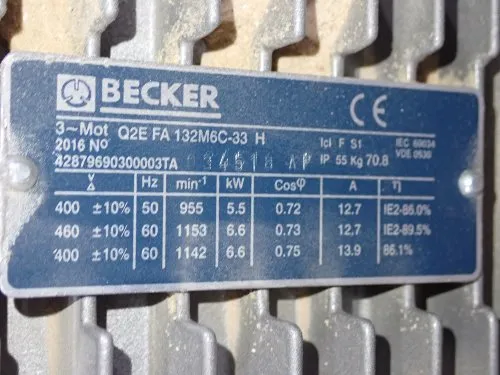 BECKER CE
3~Mot Q2E FA 132M6C-33 H
2016 Nº 1cl F S1 IEC 60034
42879690300003TA IP 55 Kg 70.8 VDE 0530
Hz min⁻¹ kW Cosφ A η
400 ±10% 50 955 5.5 0.72 12.7 IE2-86.0%
460 ±10% 60 1153 6.6 0.73 12.7 IE2-89.5%
400 ±10% 60 1142 6.6 0.75 13.9 86.1%